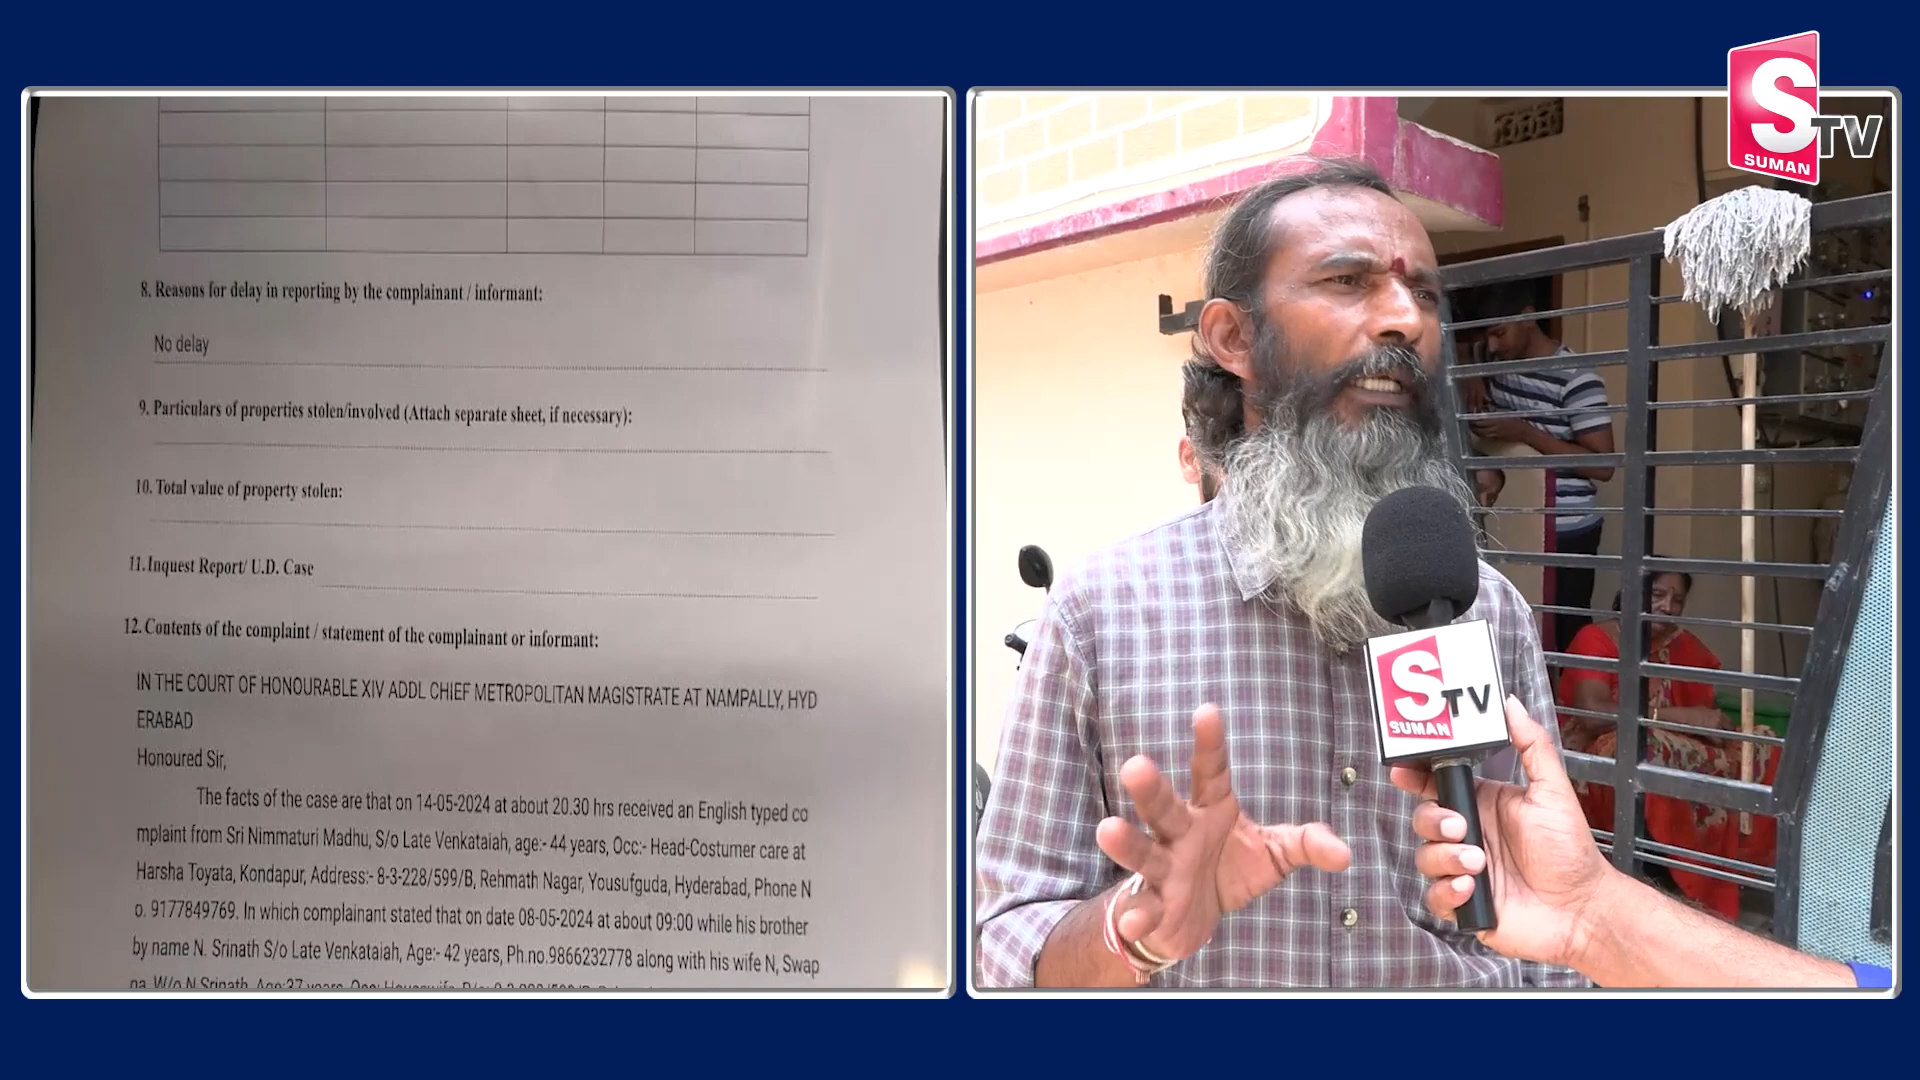 8. Reasons for delay in reporting by the complainant / informant:
No delay
9. Particulars of properties stolen/involved (Attach separate sheet, if necessary):
10. Total value of property stolen:
11. Inquest Report/ U.D. Case
12. Contents of the complaint / statement of the complainant or informant:
IN THE COURT OF HONOURABLE XIV ADDL CHIEF METROPOLITAN MAGISTRATE AT NAMPALLY, HYD
ERABAD
Honoured Sir,
The facts of the case are that on 14-05-2024 at about 20.30 hrs received an English typed co
mplaint from Sri Nimmaturi Madhu, S/o Late Venkataiah, age:- 44 years, Occ:- Head-Costumer care at
Harsha Toyata, Kondapur, Address:- 8-3-228/599/B, Rehmath Nagar, Yousufguda, Hyderabad, Phone N
o. 9177849769. In which complainant stated that on date 08-05-2024 at about 09:00 while his brother
by name N. Srinath S/o Late Venkataiah, Age:- 42 years, Ph.no.9866232778 along with his wife N, Swap
na, W/o N Srinath, Age:37 years, Occ: Housewife,
S TV
SUMAN
S TV
SUMAN